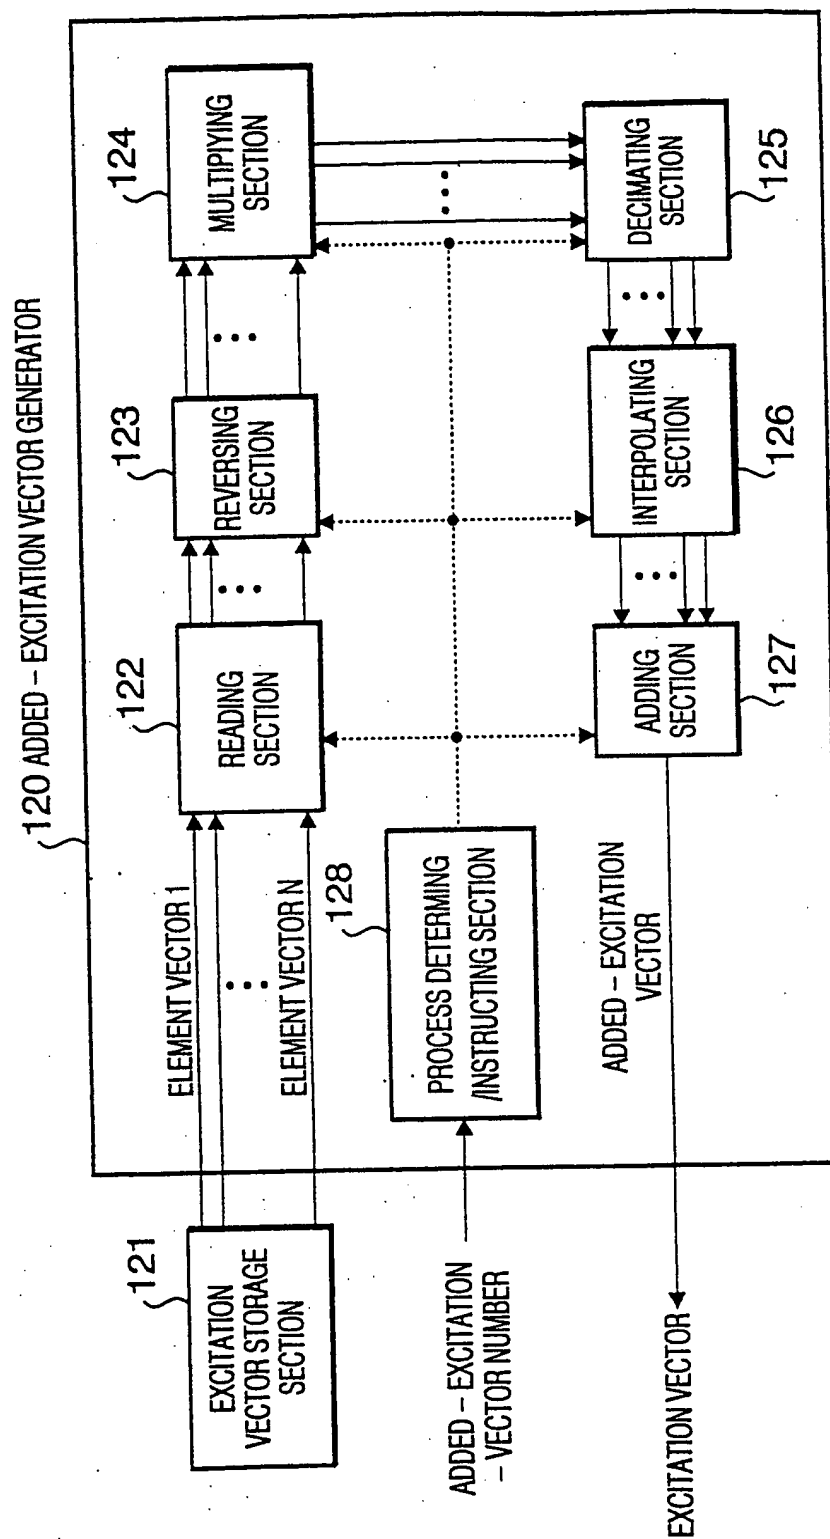 120 ADDED-EXCITATION VECTOR GENERATOR
121
EXCITATION
VECTOR STORAGE
SECTION
ELEMENT VECTOR 1
ELEMENT VECTOR N
122
READING
SECTION
123
REVERSING
SECTION
124
MULTIPIYING
SECTION
ADDED-EXCITATION
-VECTOR NUMBER
128
PROCESS DETERMINING
/INSTRUCTING SECTION
EXCITATION VECTOR
ADDED-EXCITATION
VECTOR
ADDING
SECTION
127
INTERPOLATING
SECTION
126
DECIMATING
SECTION
125